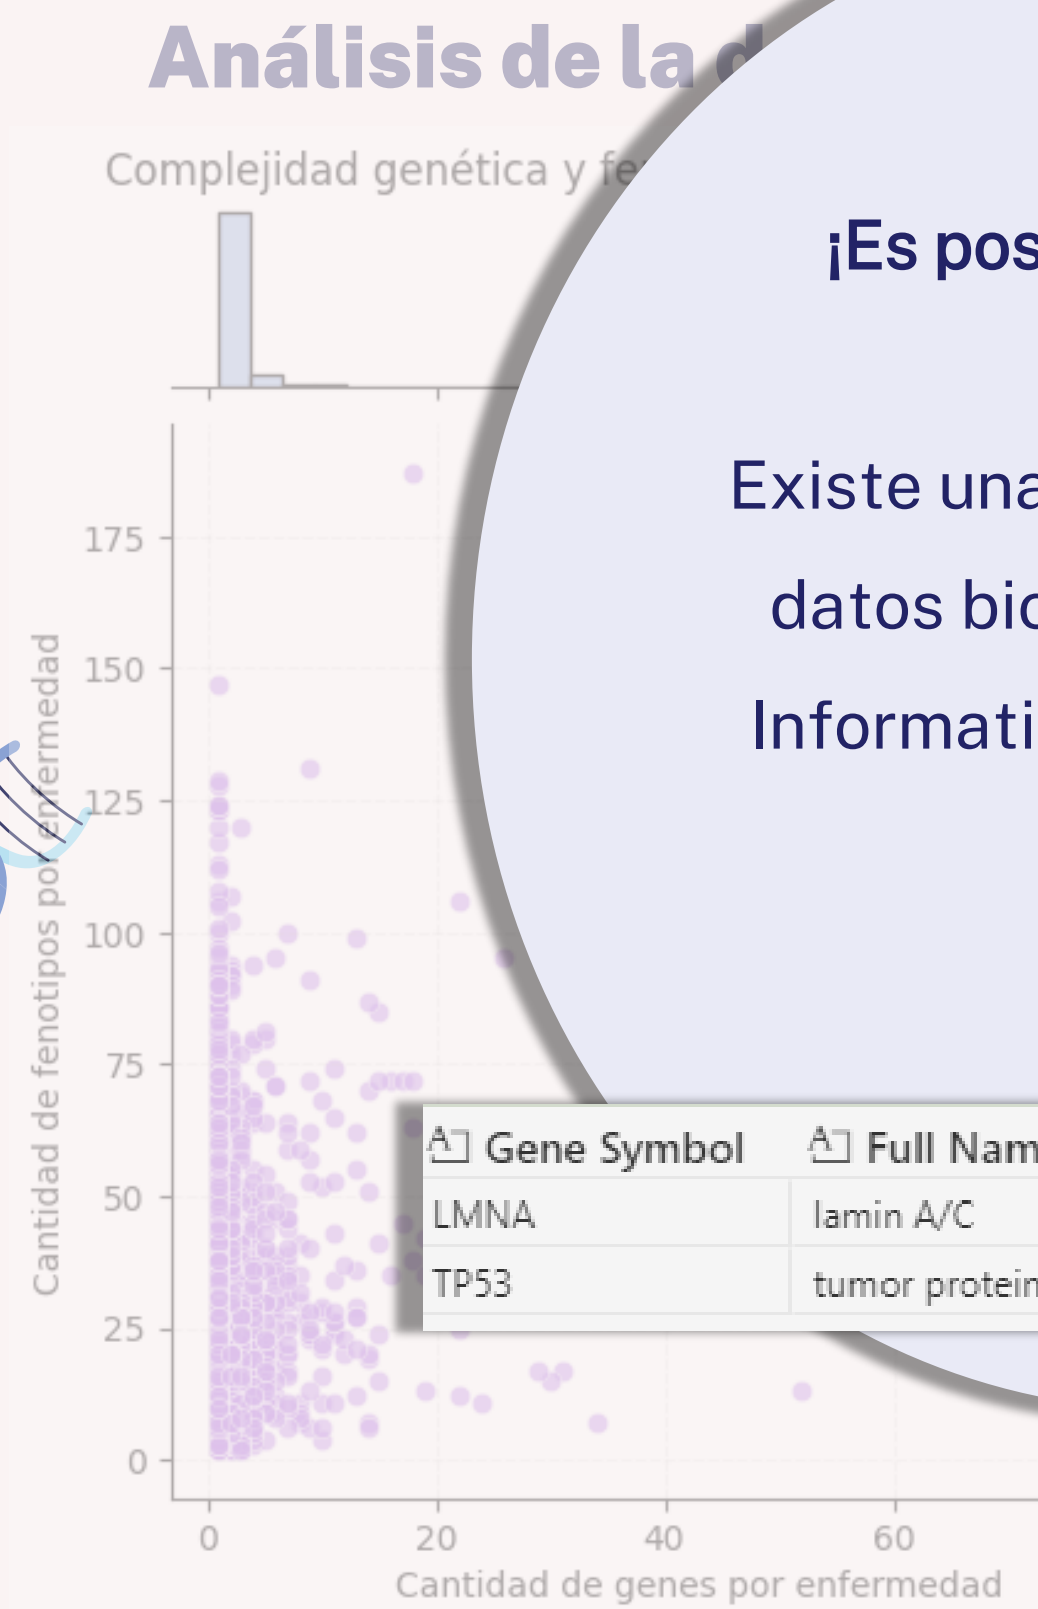 Análisis de la d
Complejidad genética y fe
¡Es pos
Existe una
datos bio
Informati
175
150
125
100
75
50
25
0
Cantidad de fenotipos por enfermedad
Gene Symbol Full Nam
LMNA lamin A/C
TP53 tumor protein
0 20 40 60
Cantidad de genes por enfermedad